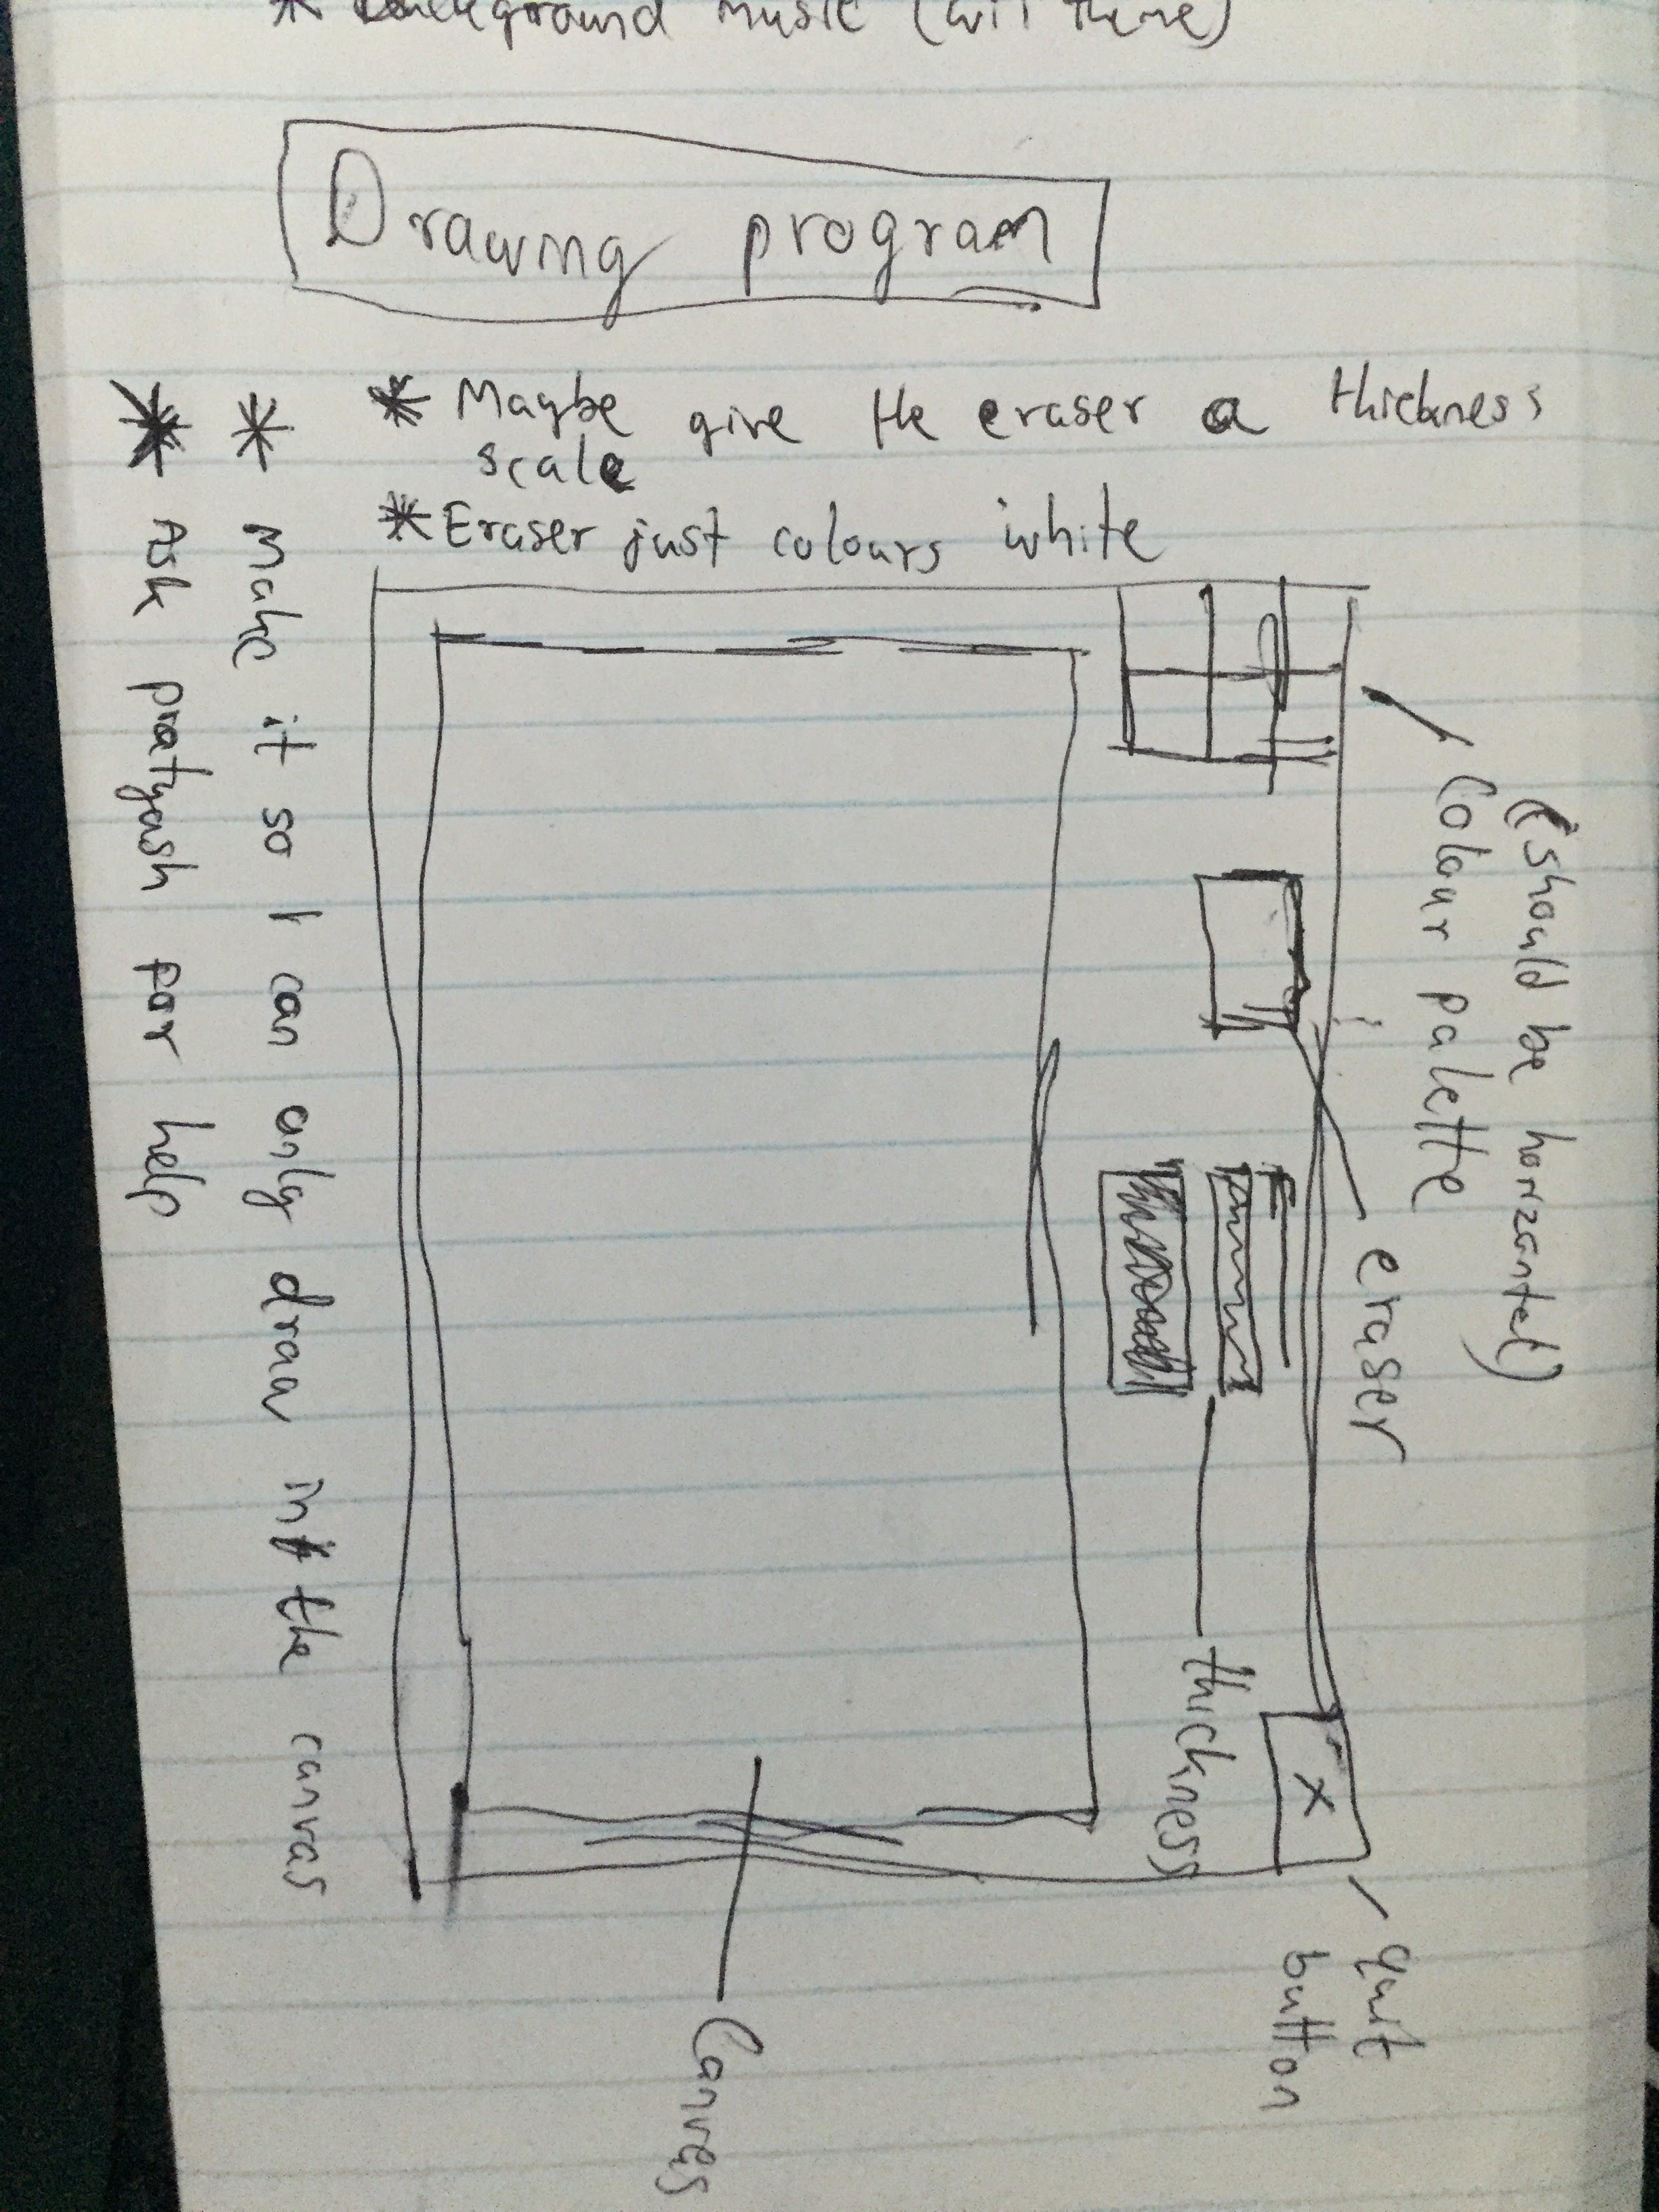 * Background music (wii theme)
Drawing program
* Maybe give the eraser a thickness
scale
* Eraser just colours white
(should be horizontel)
Colour palette
eraser
thickness
X
quit
button
Canvas
* Make it so I can only draw in the canvas
* Ask pratyush for help